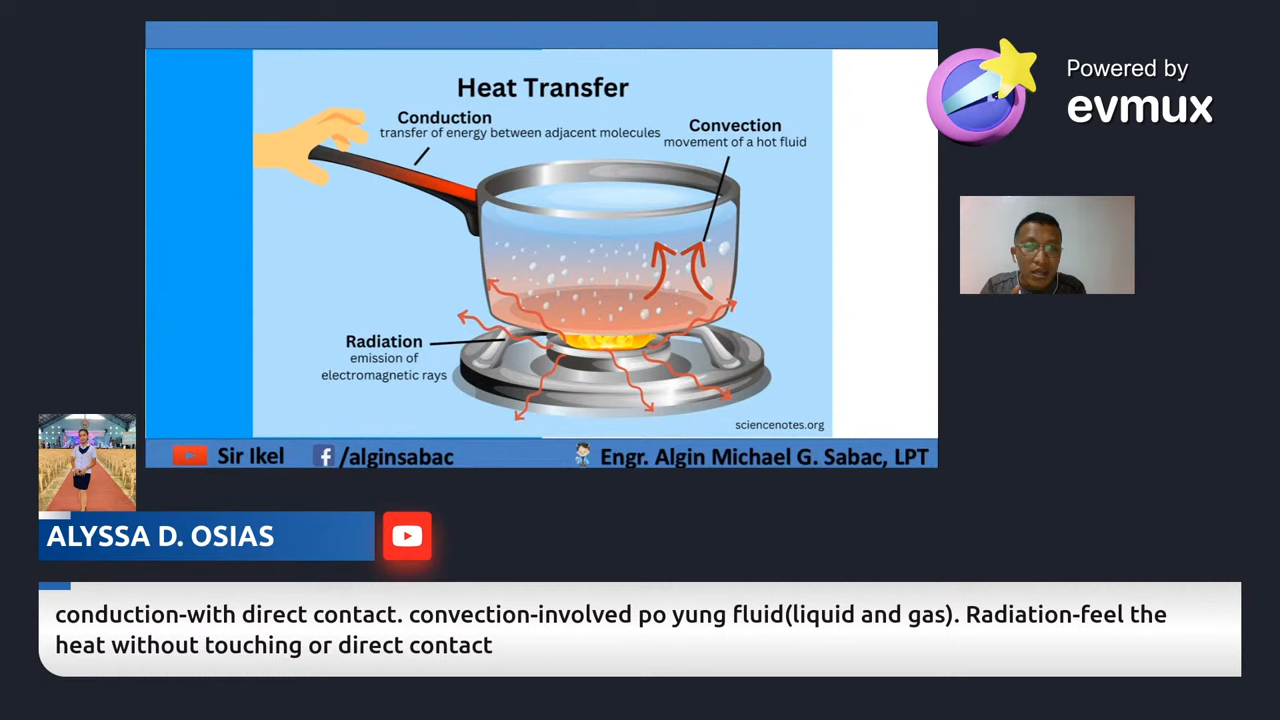 Heat Transfer
Conduction
transfer of energy between adjacent molecules
Convection
movement of a hot fluid
Radiation
emission of
electromagnetic rays
sciencenotes.org
Sir Ikel
/alginsabac
Engr. Algin Michael G. Sabac, LPT
Powered by
evmux
ALYSSA D. OSIAS
conduction-with direct contact. convection-involved po yung fluid(liquid and gas). Radiation-feel the
heat without touching or direct contact